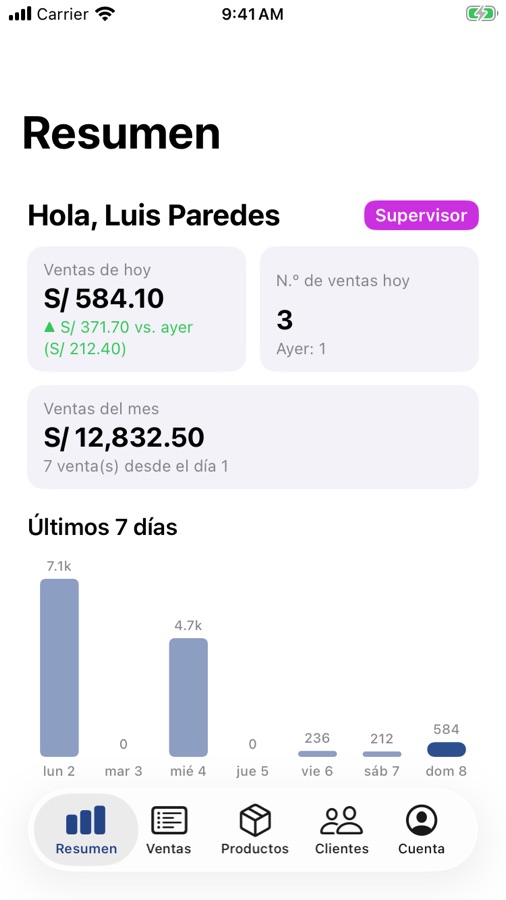 Carrier
9:41 AM
Resumen
Hola, Luis Paredes
Supervisor
Ventas de hoy
S/ 584.10
▲ S/ 371.70 vs. ayer
(S/ 212.40)
N.º de ventas hoy
3
Ayer: 1
Ventas del mes
S/ 12,832.50
7 venta(s) desde el día 1
Últimos 7 días
7.1k
0
4.7k
0
236
212
584
lun 2
mar 3
mié 4
jue 5
vie 6
sáb 7
dom 8
Resumen
Ventas
Productos
Clientes
Cuenta